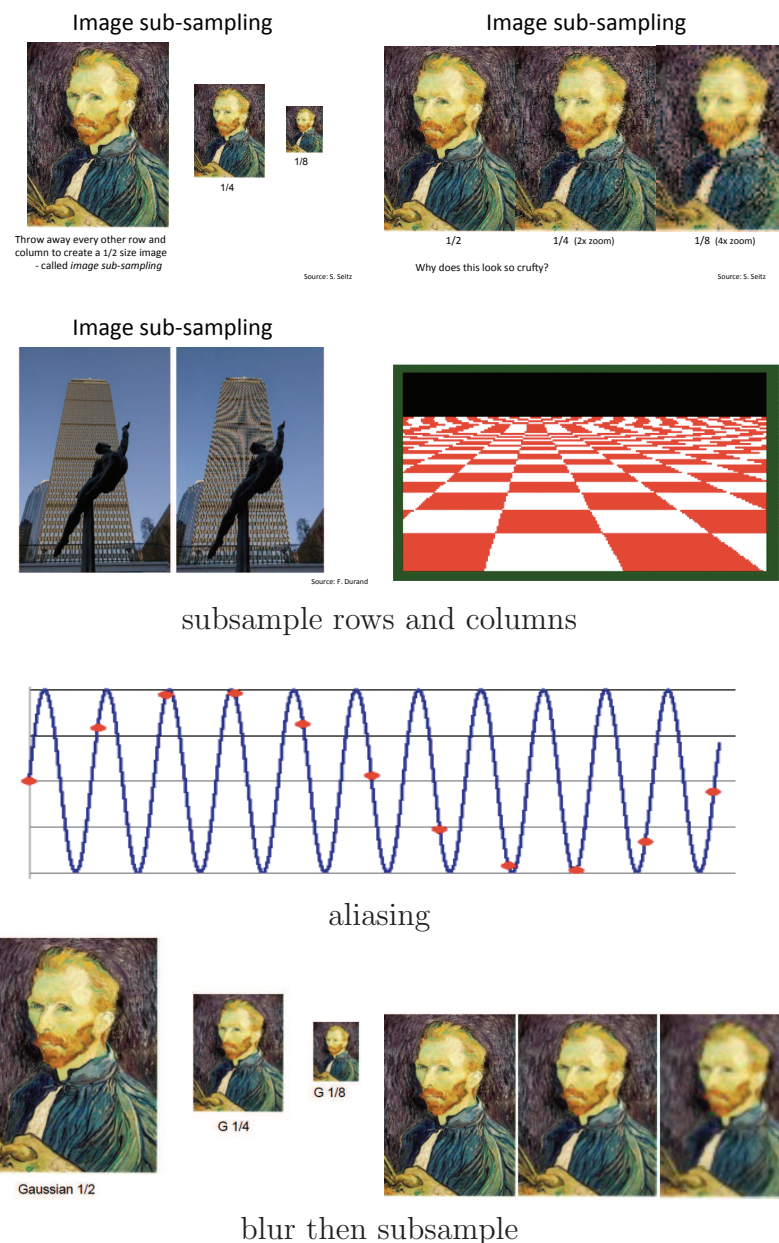 Image sub-sampling
1/4
1/8
Throw away every other row and
column to create a 1/2 size image
- called image sub-sampling
Source: S. Seitz
Image sub-sampling
1/2
1/4 (2x zoom)
1/8 (4x zoom)
Why does this look so crufty?
Source: S. Seitz
Image sub-sampling
Source: F. Durand
subsample rows and columns
aliasing
Gaussian 1/2
G 1/4
G 1/8
blur then subsample